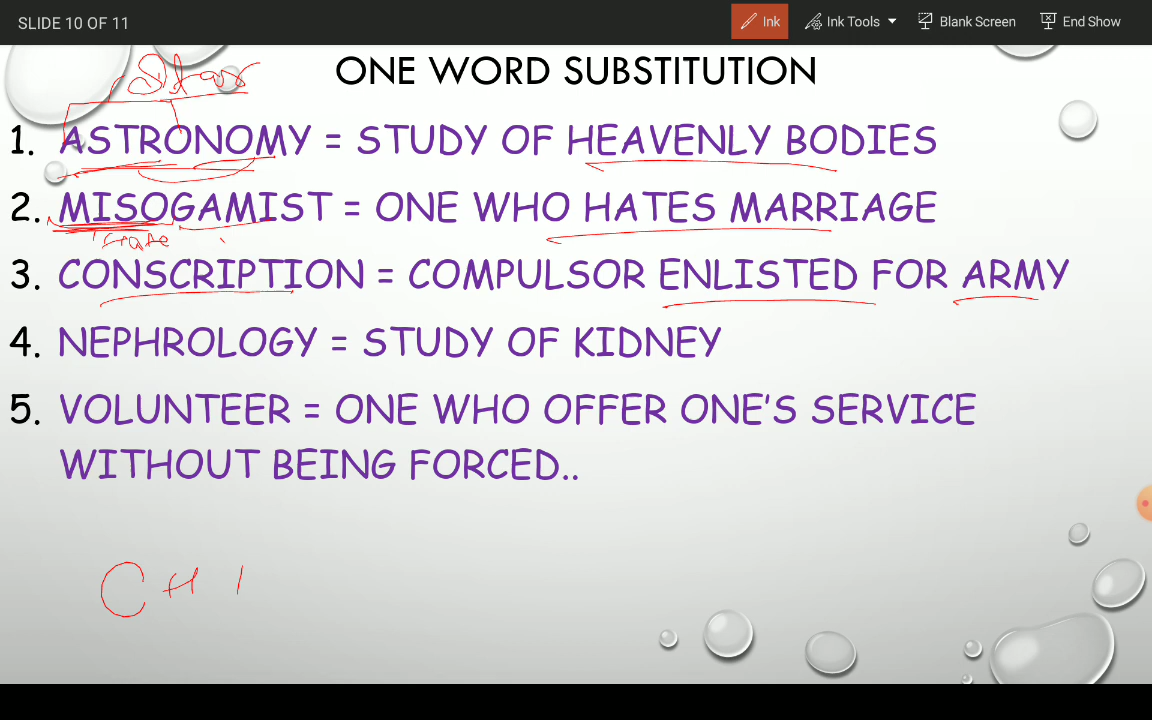 SLIDE 10 OF 11 Ink Ink Tools Blank Screen End Show
Star
ONE WORD SUBSTITUTION
1. ASTRONOMY = STUDY OF HEAVENLY BODIES
2. MISOGAMIST = ONE WHO HATES MARRIAGE
3. CONSCRIPTION = COMPULSOR ENLISTED FOR ARMY
4. NEPHROLOGY = STUDY OF KIDNEY
5. VOLUNTEER = ONE WHO OFFER ONE'S SERVICE
WITHOUT BEING FORCED..
C H I